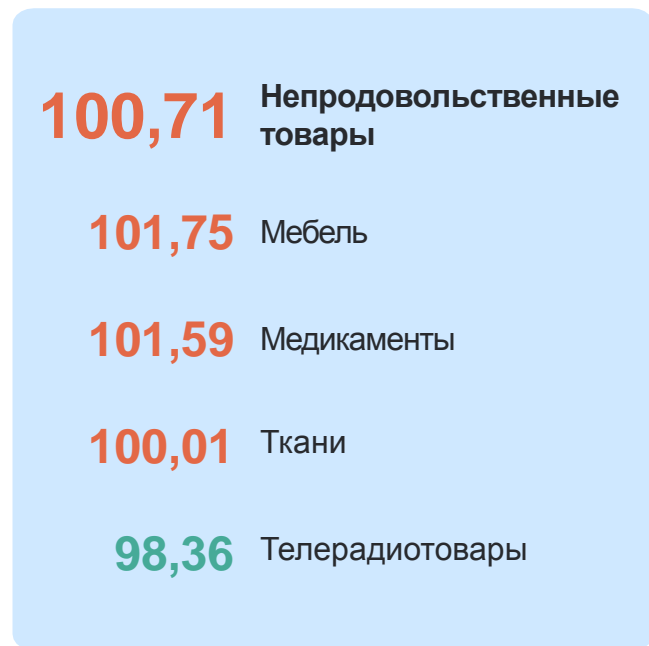 100,71 Непродовольственные
товары
101,75 Мебель
101,59 Медикаменты
100,01 Ткани
98,36 Телерадиотовары